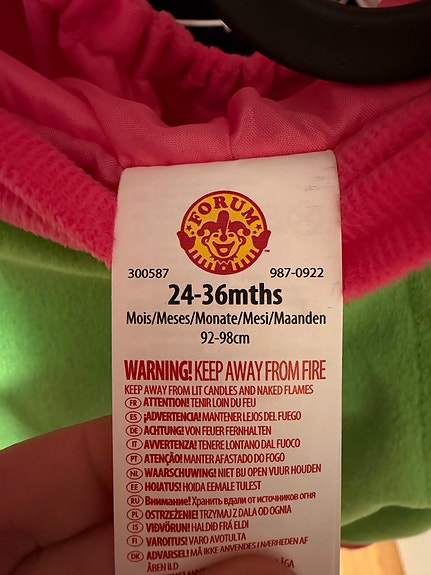 FORUM
300587 987-0922
24-36mths
Mois/Meses/Monate/Mesi/Maanden
92-98cm
WARNING! KEEP AWAY FROM FIRE
KEEP AWAY FROM LIT CANDLES AND NAKED FLAMES
FR ATTENTION! TENIR LOIN DU FEU
ES ¡ADVERTENCIA! MANTENER LEJOS DEL FUEGO
DE ACHTUNG! VON FEUER FERNHALTEN
IT AVVERTENZA! TENERE LONTANO DAL FUOCO
PT ATENÇÃO! MANTER AFASTADO DO FOGO
NL WAARSCHUWING! NIET BIJ OPEN VUUR HOUDEN
EE HOIATUS! HOIDA EEMALE TULEST
RU Внимание! Хранить вдали от источников огня
PL OSTRZEŻENIE! TRZYMAJ Z DALA OD OGNIA
IS VIÐVÖRUN! HALDIÐ FRÁ ELDI
FI VAROITUS! VARO AVOTULTA
DK ADVARSEL! MÅ IKKE ANVENDES I NÆRHEDEN AF
ÅBEN ILD